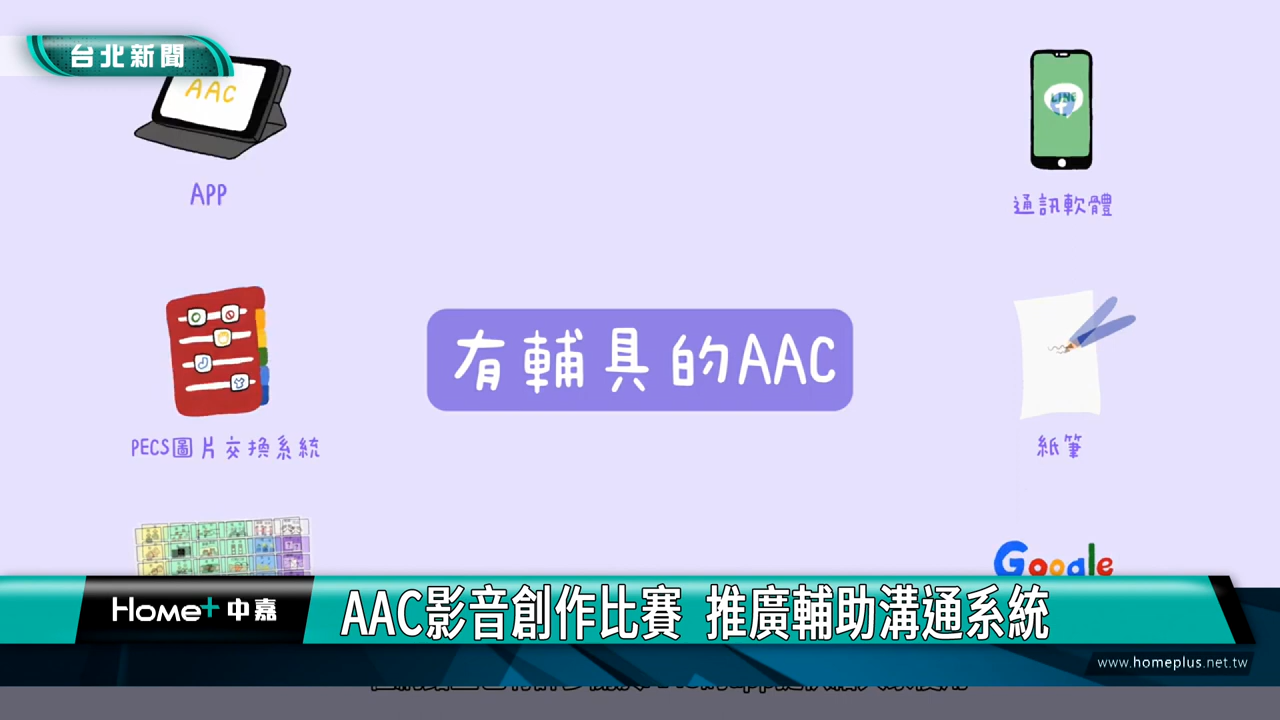 台北新聞
AAC
APP
LINE
通訊軟體
有輔具的AAC
PECS圖片交換系統
紙筆
Google
Home+中嘉
AAC影音創作比賽 推廣輔助溝通系統
www.homeplus.net.tw